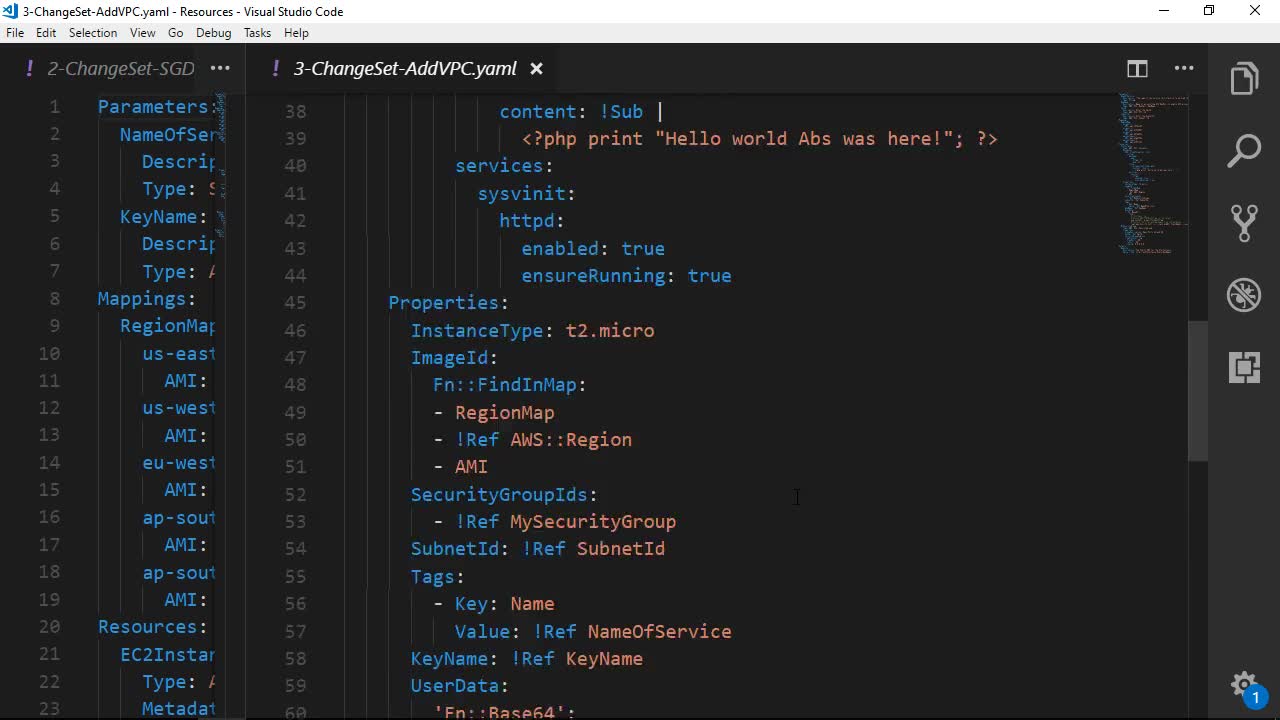 3-ChangeSet-AddVPC.yaml - Resources - Visual Studio Code
File Edit Selection View Go Debug Tasks Help
! 2-ChangeSet-SGD ...
1 Parameters:
2 NameOfSer
3 Descrip
4 Type: S
5 KeyName:
6 Descrip
7 Type: A
8 Mappings:
9 RegionMap
10 us-east
11 AMI:
12 us-west
13 AMI:
14 eu-west
15 AMI:
16 ap-sout
17 AMI:
18 ap-sout
19 AMI:
20 Resources:
21 EC2Instan
22 Type: A
23 Metadat
! 3-ChangeSet-AddVPC.yaml ...
38 content: !Sub |
39 <?php print "Hello world Abs was here!"; ?>
40 services:
41 sysvinit:
42 httpd:
43 enabled: true
44 ensureRunning: true
45 Properties:
46 InstanceType: t2.micro
47 ImageId:
48 Fn::FindInMap:
49 - RegionMap
50 - !Ref AWS::Region
51 - AMI
52 SecurityGroupIds:
53 - !Ref MySecurityGroup
54 SubnetId: !Ref SubnetId
55 Tags:
56 - Key: Name
57 Value: !Ref NameOfService
58 KeyName: !Ref KeyName
59 UserData:
60 'Fn::Base64':
1